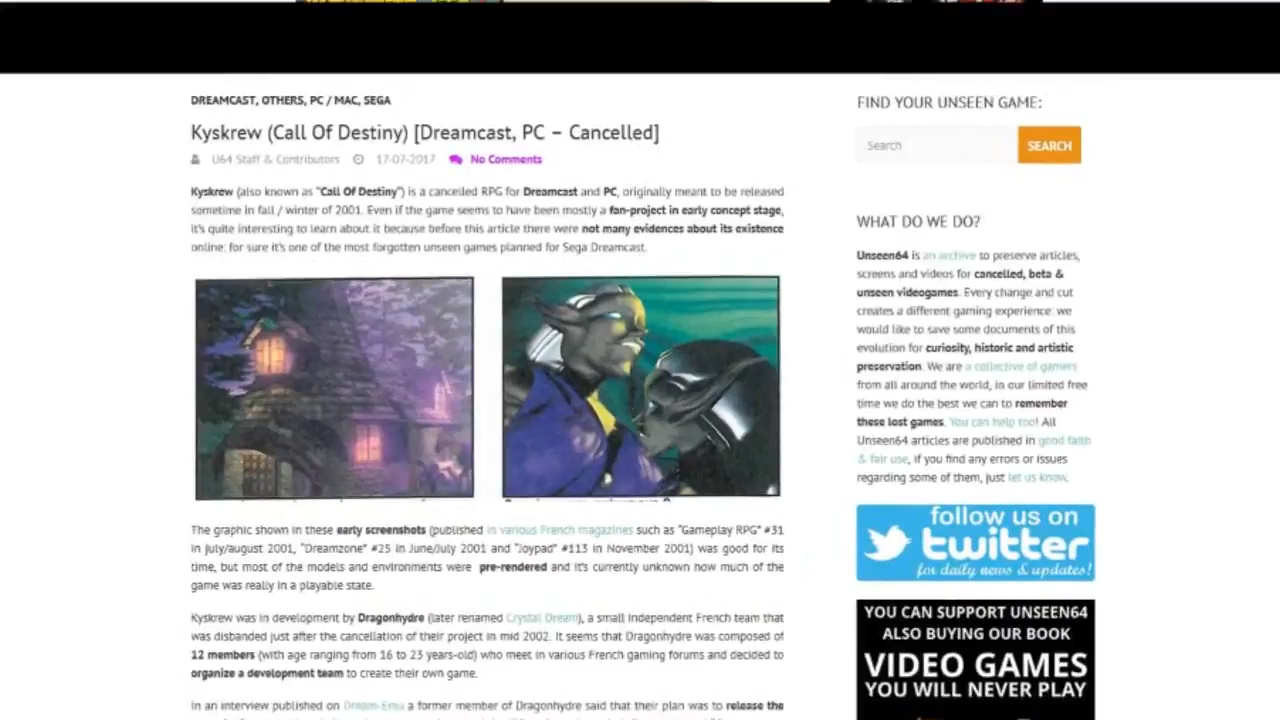 DREAMCAST, OTHERS, PC / MAC, SEGA
Kyskrew (Call Of Destiny) [Dreamcast, PC – Cancelled]
U64 Staff & Contributors 17-07-2017 No Comments
Kyskrew (also known as “Call Of Destiny”) is a cancelled RPG for Dreamcast and PC, originally meant to be released
sometime in fall / winter of 2001. Even if the game seems to have been mostly a fan-project in early concept stage,
it’s quite interesting to learn about it because before this article there were not many evidences about its existence
online: for sure it’s one of the most forgotten unseen games planned for Sega Dreamcast.
The graphic shown in these early screenshots (published in various French magazines such as “Gameplay RPG” #31
in July/august 2001, “Dreamzone” #25 in June/July 2001 and “Joypad” #113 in November 2001) was good for its
time, but most of the models and environments were pre-rendered and it’s currently unknown how much of the
game was really in a playable state.
Kyskrew was in development by Dragonhydre (later renamed Crystal Dream), a small independent French team that
was disbanded just after the cancellation of their project in mid 2002. It seems that Dragonhydre was composed of
12 members (with age ranging from 16 to 23 years-old) who meet in various French gaming forums and decided to
organize a development team to create their own game.
In an interview published on Dream-Emu a former member of Dragonhydre said that their plan was to release the
FIND YOUR UNSEEN GAME:
Search SEARCH
WHAT DO WE DO?
Unseen64 is an archive to preserve articles,
screens and videos for cancelled, beta &
unseen videogames. Every change and cut
creates a different gaming experience: we
would like to save some documents of this
evolution for curiosity, historic and artistic
preservation. We are a collective of gamers
from all around the world, in our limited free
time we do the best we can to remember
these lost games. You can help too! All
Unseen64 articles are published in good faith
& fair use, if you find any errors or issues
regarding some of them, just let us know.
follow us on
twitter
for daily news & updates!
YOU CAN SUPPORT UNSEEN64
ALSO BUYING OUR BOOK
VIDEO GAMES
YOU WILL NEVER PLAY